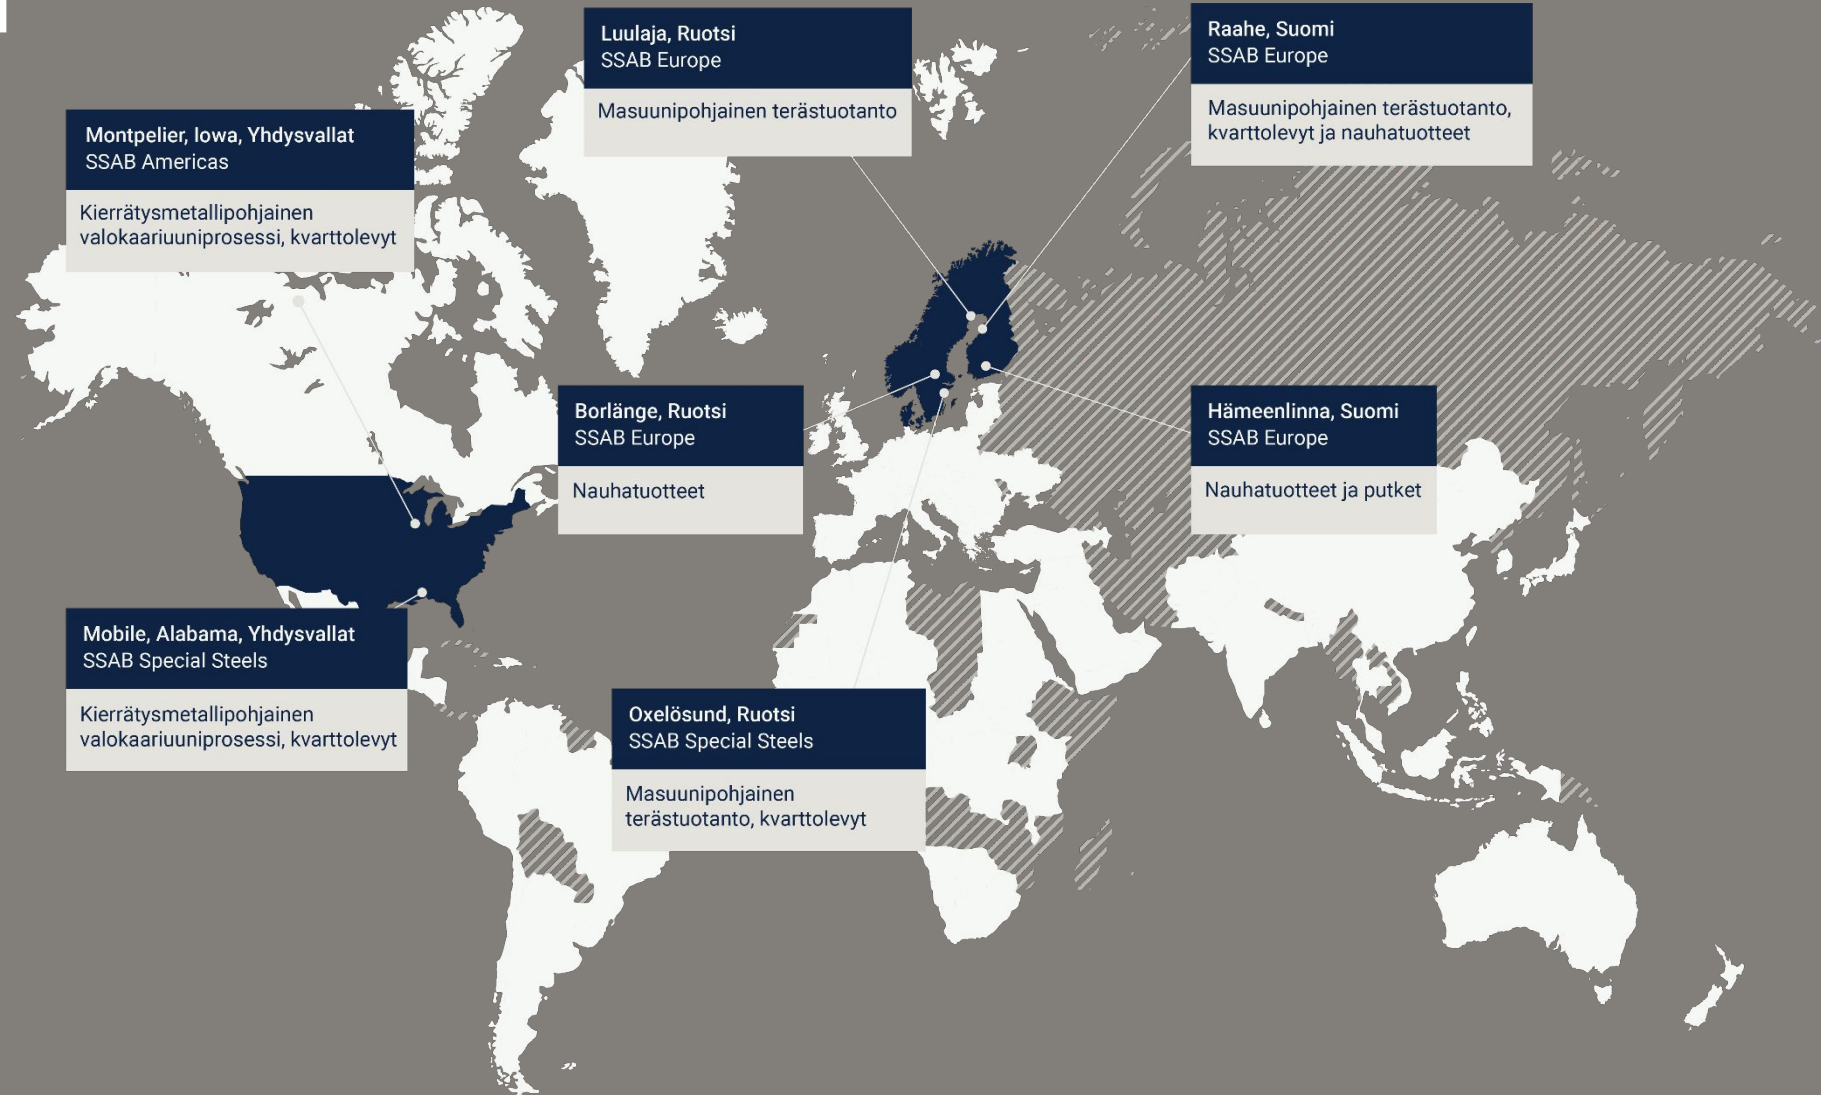 Luulaja, Ruotsi
SSAB Europe
Masuunipohjainen terästuotanto
Raahe, Suomi
SSAB Europe
Masuunipohjainen terästuotanto,
kvarttolevyt ja nauhatuotteet
Montpelier, Iowa, Yhdysvallat
SSAB Americas
Kierrätysmetallipohjainen
valokaariuuniprosessi, kvarttolevyt
Borlänge, Ruotsi
SSAB Europe
Nauhatuotteet
Hämeenlinna, Suomi
SSAB Europe
Nauhatuotteet ja putket
Mobile, Alabama, Yhdysvallat
SSAB Special Steels
Kierrätysmetallipohjainen
valokaariuuniprosessi, kvarttolevyt
Oxelösund, Ruotsi
SSAB Special Steels
Masuunipohjainen
terästuotanto, kvarttolevyt